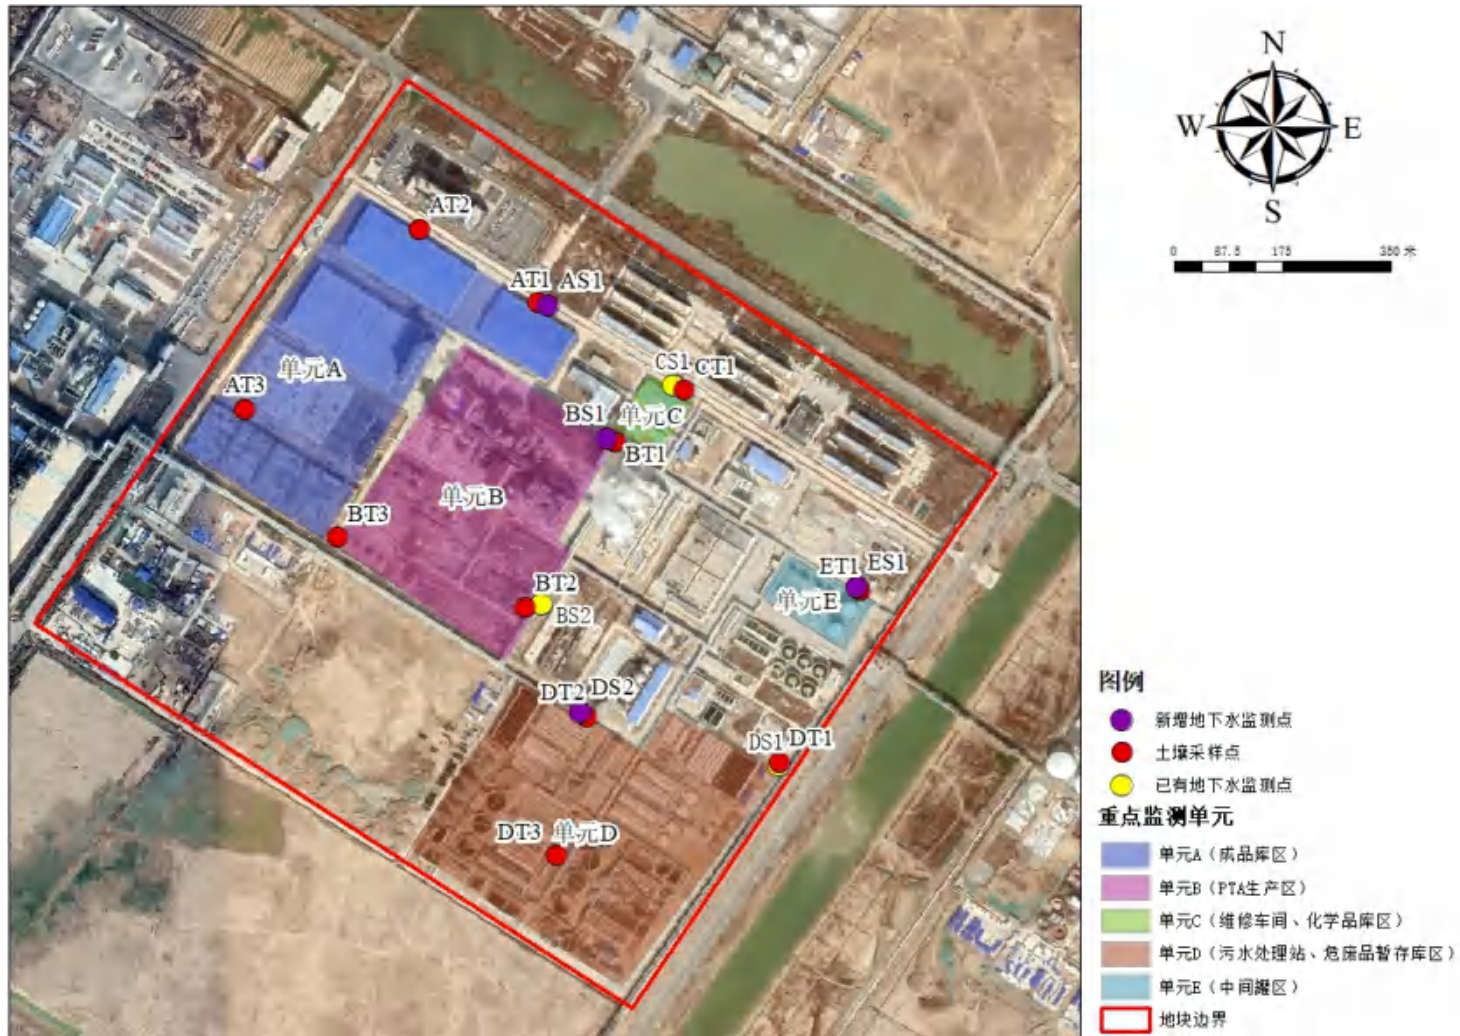 N
W
E
S
0 87.5 175 350 米
AT2
AT1 AS1
单元A
CS1 CT1
AT3
BS1 单元C
BT1
单元B
BT3
ET1 ES1
BT2
单元E
BS2
DT2 DS2
DS1 DT1
DT3 单元D
图例
新增地下水监测点
土壤采样点
已有地下水监测点
重点监测单元
单元A（成品库区）
单元B（PTA生产区）
单元C（维修车间、化学品库区）
单元D（污水处理站、危废品暂存库区）
单元E（中间罐区）
地块边界